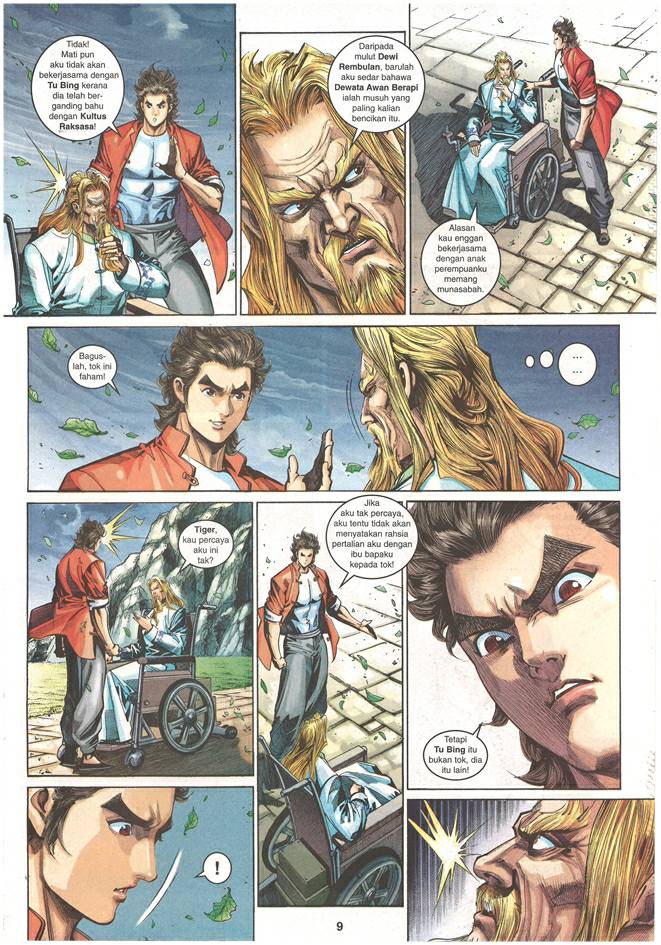 Tidak!
Mati pun
aku tidak akan
bekerjasama dengan
Tu Bing kerana
dia telah ber-
ganding bahu
dengan Kultus
Raksasa!
Daripada
mulut Dewi
Rembulan, barulah
aku sedar bahawa
Dewata Awan Berapi
ialah musuh yang
paling kalian
bencikan itu.
Alasan
kau enggan
bekerjasama
dengan anak
perempuanku
memang
munasabah.
Bagus-
lah, tok ini
faham!
...
...
Tiger,
kau percaya
aku ini
tak?
Jika
aku tak percaya,
aku tentu tidak akan
menyatakan rahsia
pertalian aku dengan
ibu bapaku
kepada tok!
Tetapi
Tu Bing itu
bukan tok, dia
itu lain!
!
9